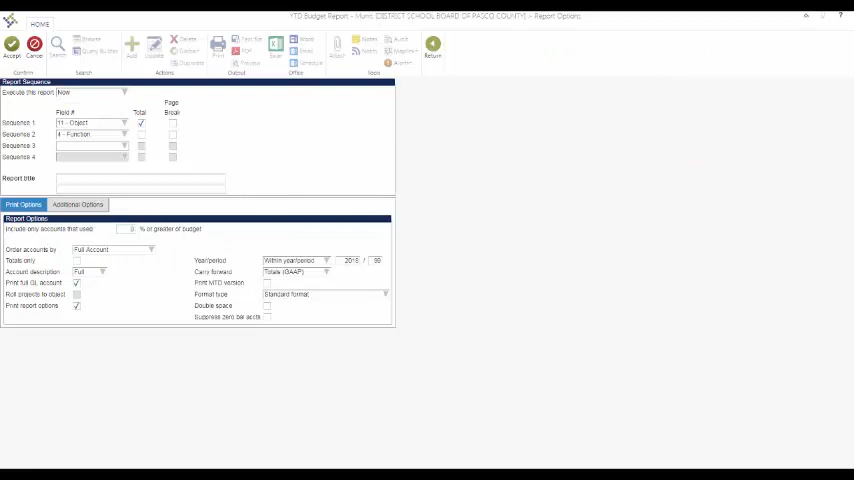 YTD Budget Report - Munis [DISTRICT SCHOOL BOARD OF PASCO COUNTY] > Report Options
HOME
Accept
Cancel
Search
Browse
Query Builder
Add
Update
Delete
Global
Duplicate
Print
Text file
PDF
Preview
Excel
Word
Email
Schedule
Attach
Notes
Notify
Audit
Maplink
Alerts
Return
Confirm
Search
Actions
Output
Office
Tools
Report Sequence
Execute this report Now
Page
Field # Total Break
Sequence 1 11 - Object
Sequence 2 4 - Function
Sequence 3
Sequence 4
Report title
Print Options Additional Options
Report Options
Include only accounts that used 0 % or greater of budget
Order accounts by Full Account
Totals only Year/period Within year/period 2018 / 99
Account description Full Carry forward Totals (GAAP)
Print full GL account Print MTD version
Roll projects to object Format type Standard format
Print report options Double space
Suppress zero bal accts